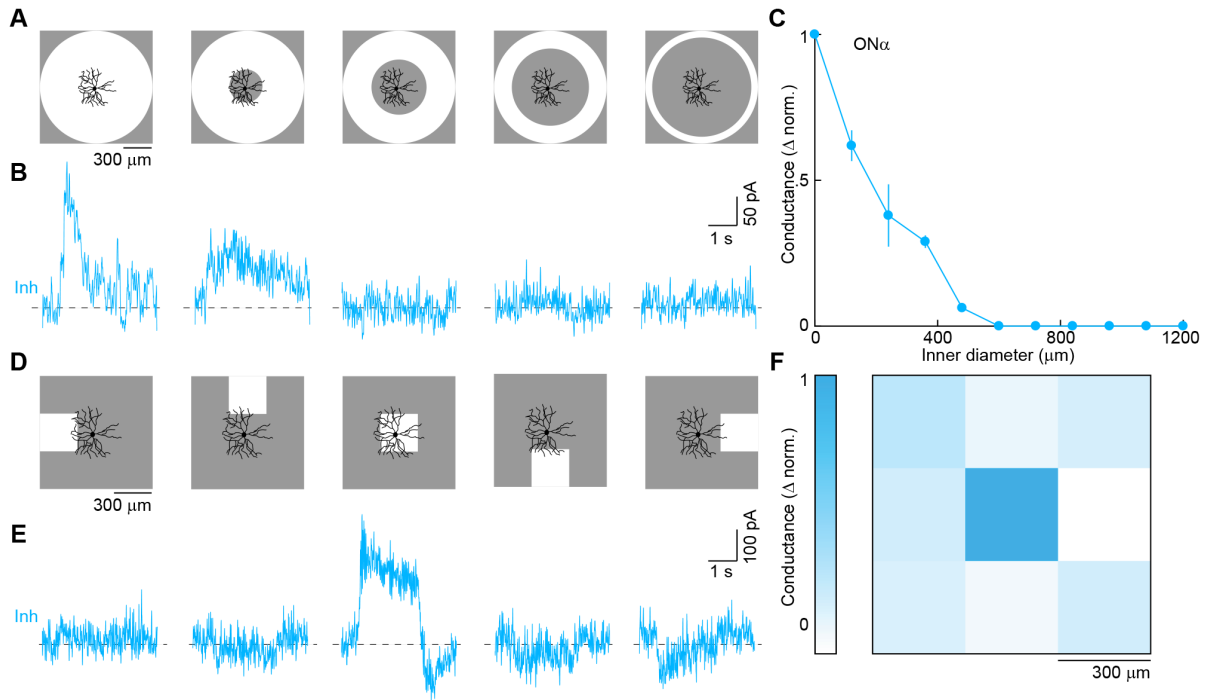 A
300 μm
B
50 pA
1 s
Inh
C
ONα
Conductance (Δ norm.)
1
.5
0
0
400
800
1200
Inner diameter (μm)
D
300 μm
E
100 pA
1 s
Inh
F
Conductance (Δ norm.)
1
0
300 μm